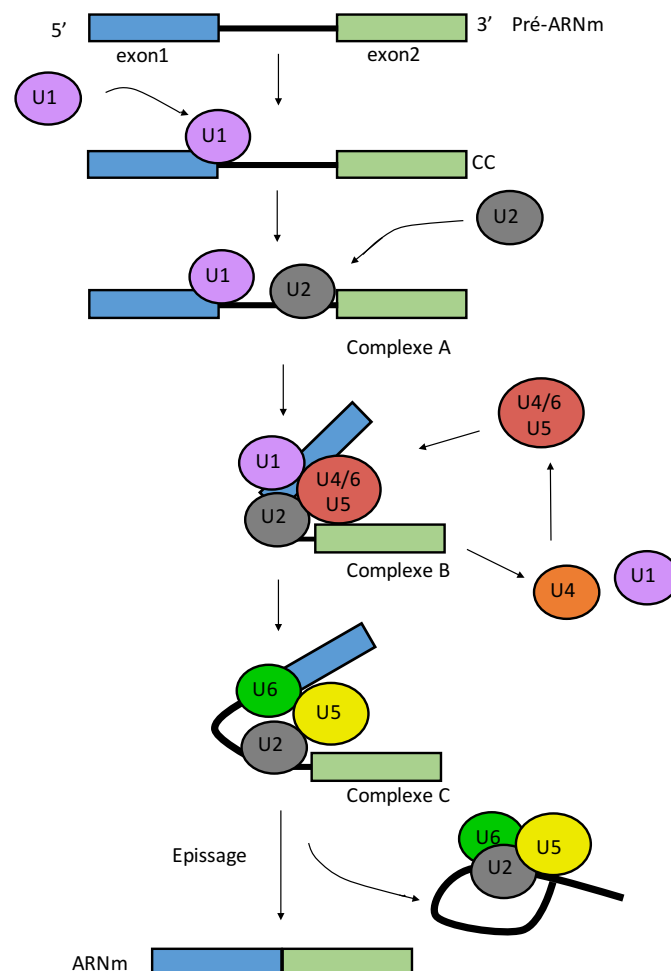 5’
3’ Pré-ARNm
exon1
exon2
U1
U1
CC
U2
U1
U2
Complexe A
U4/6
U5
U1
U4/6
U5
U2
Complexe B
U4
U1
U6
U5
U2
Complexe C
Epissage
U6
U5
U2
ARNm